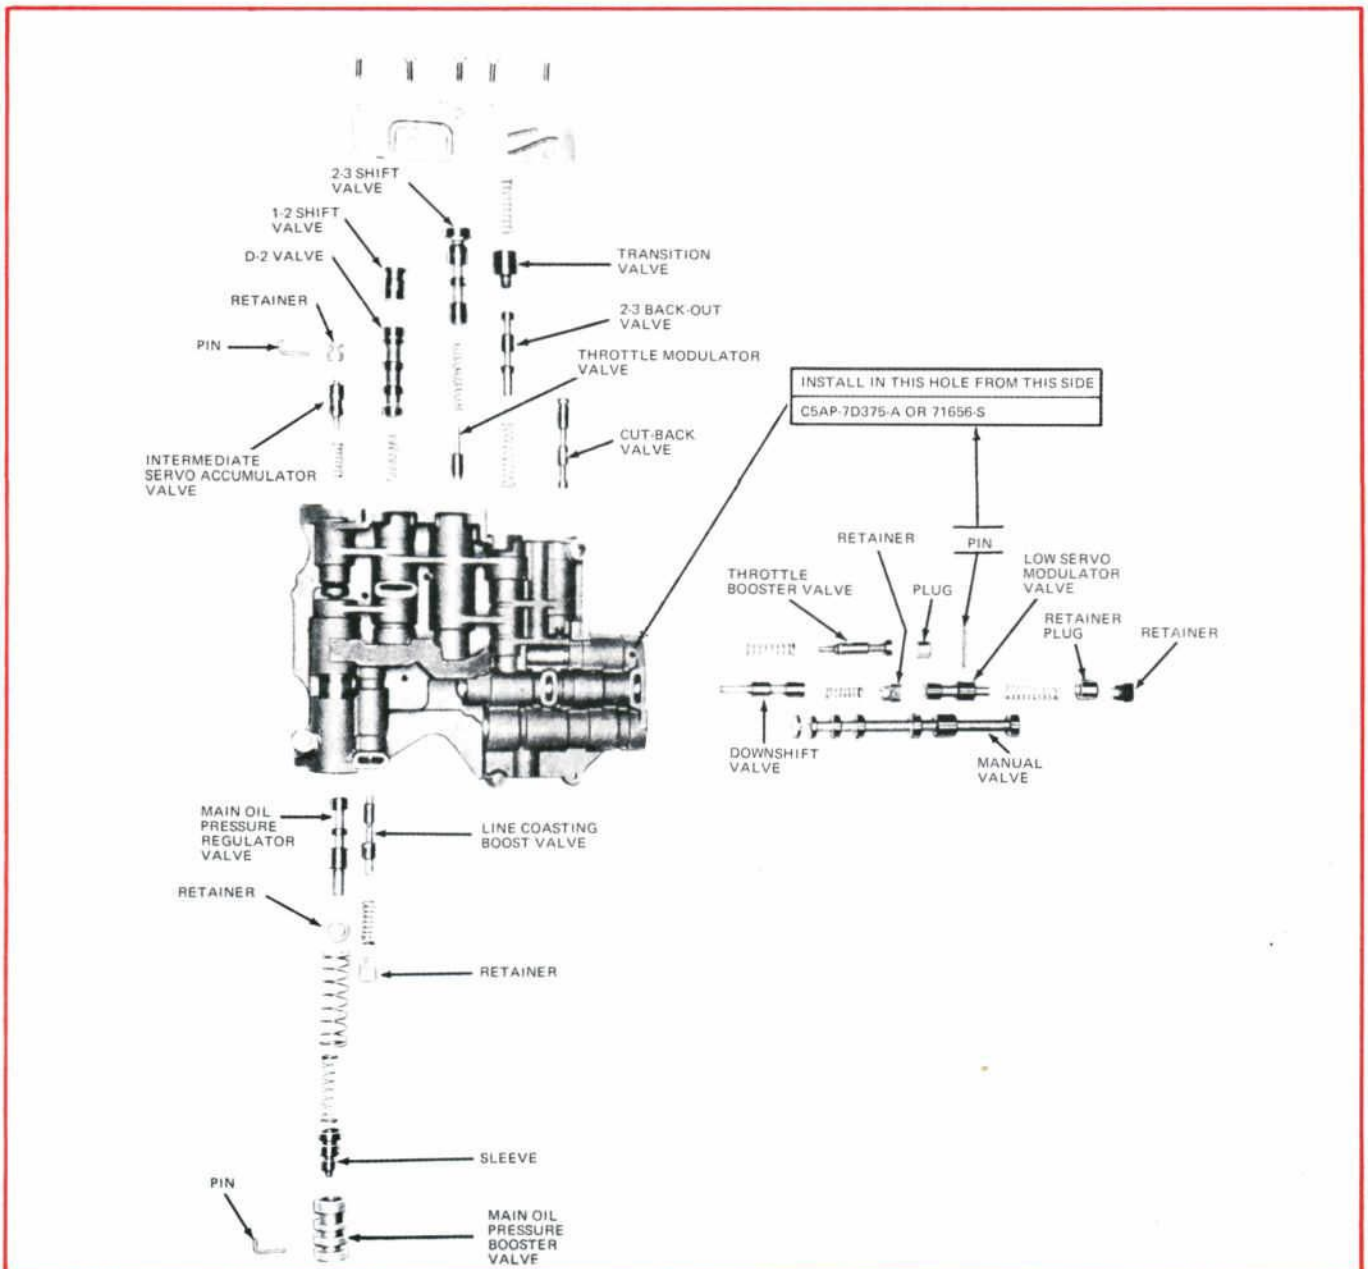 2-3 SHIFT
VALVE
1-2 SHIFT
VALVE
D-2 VALVE
RETAINER
PIN
INTERMEDIATE
SERVO ACCUMULATOR
VALVE
TRANSITION
VALVE
2-3 BACK-OUT
VALVE
THROTTLE MODULATOR
VALVE
CUT-BACK
VALVE
INSTALL IN THIS HOLE FROM THIS SIDE
C5AP-7D375-A OR 71656-S
RETAINER
PIN
THROTTLE
BOOSTER VALVE
PLUG
LOW SERVO
MODULATOR
VALVE
RETAINER
PLUG
RETAINER
DOWNSHIFT
VALVE
MANUAL
VALVE
MAIN OIL
PRESSURE
REGULATOR
VALVE
LINE COASTING
BOOST VALVE
RETAINER
RETAINER
SLEEVE
PIN
MAIN OIL
PRESSURE
BOOSTER
VALVE